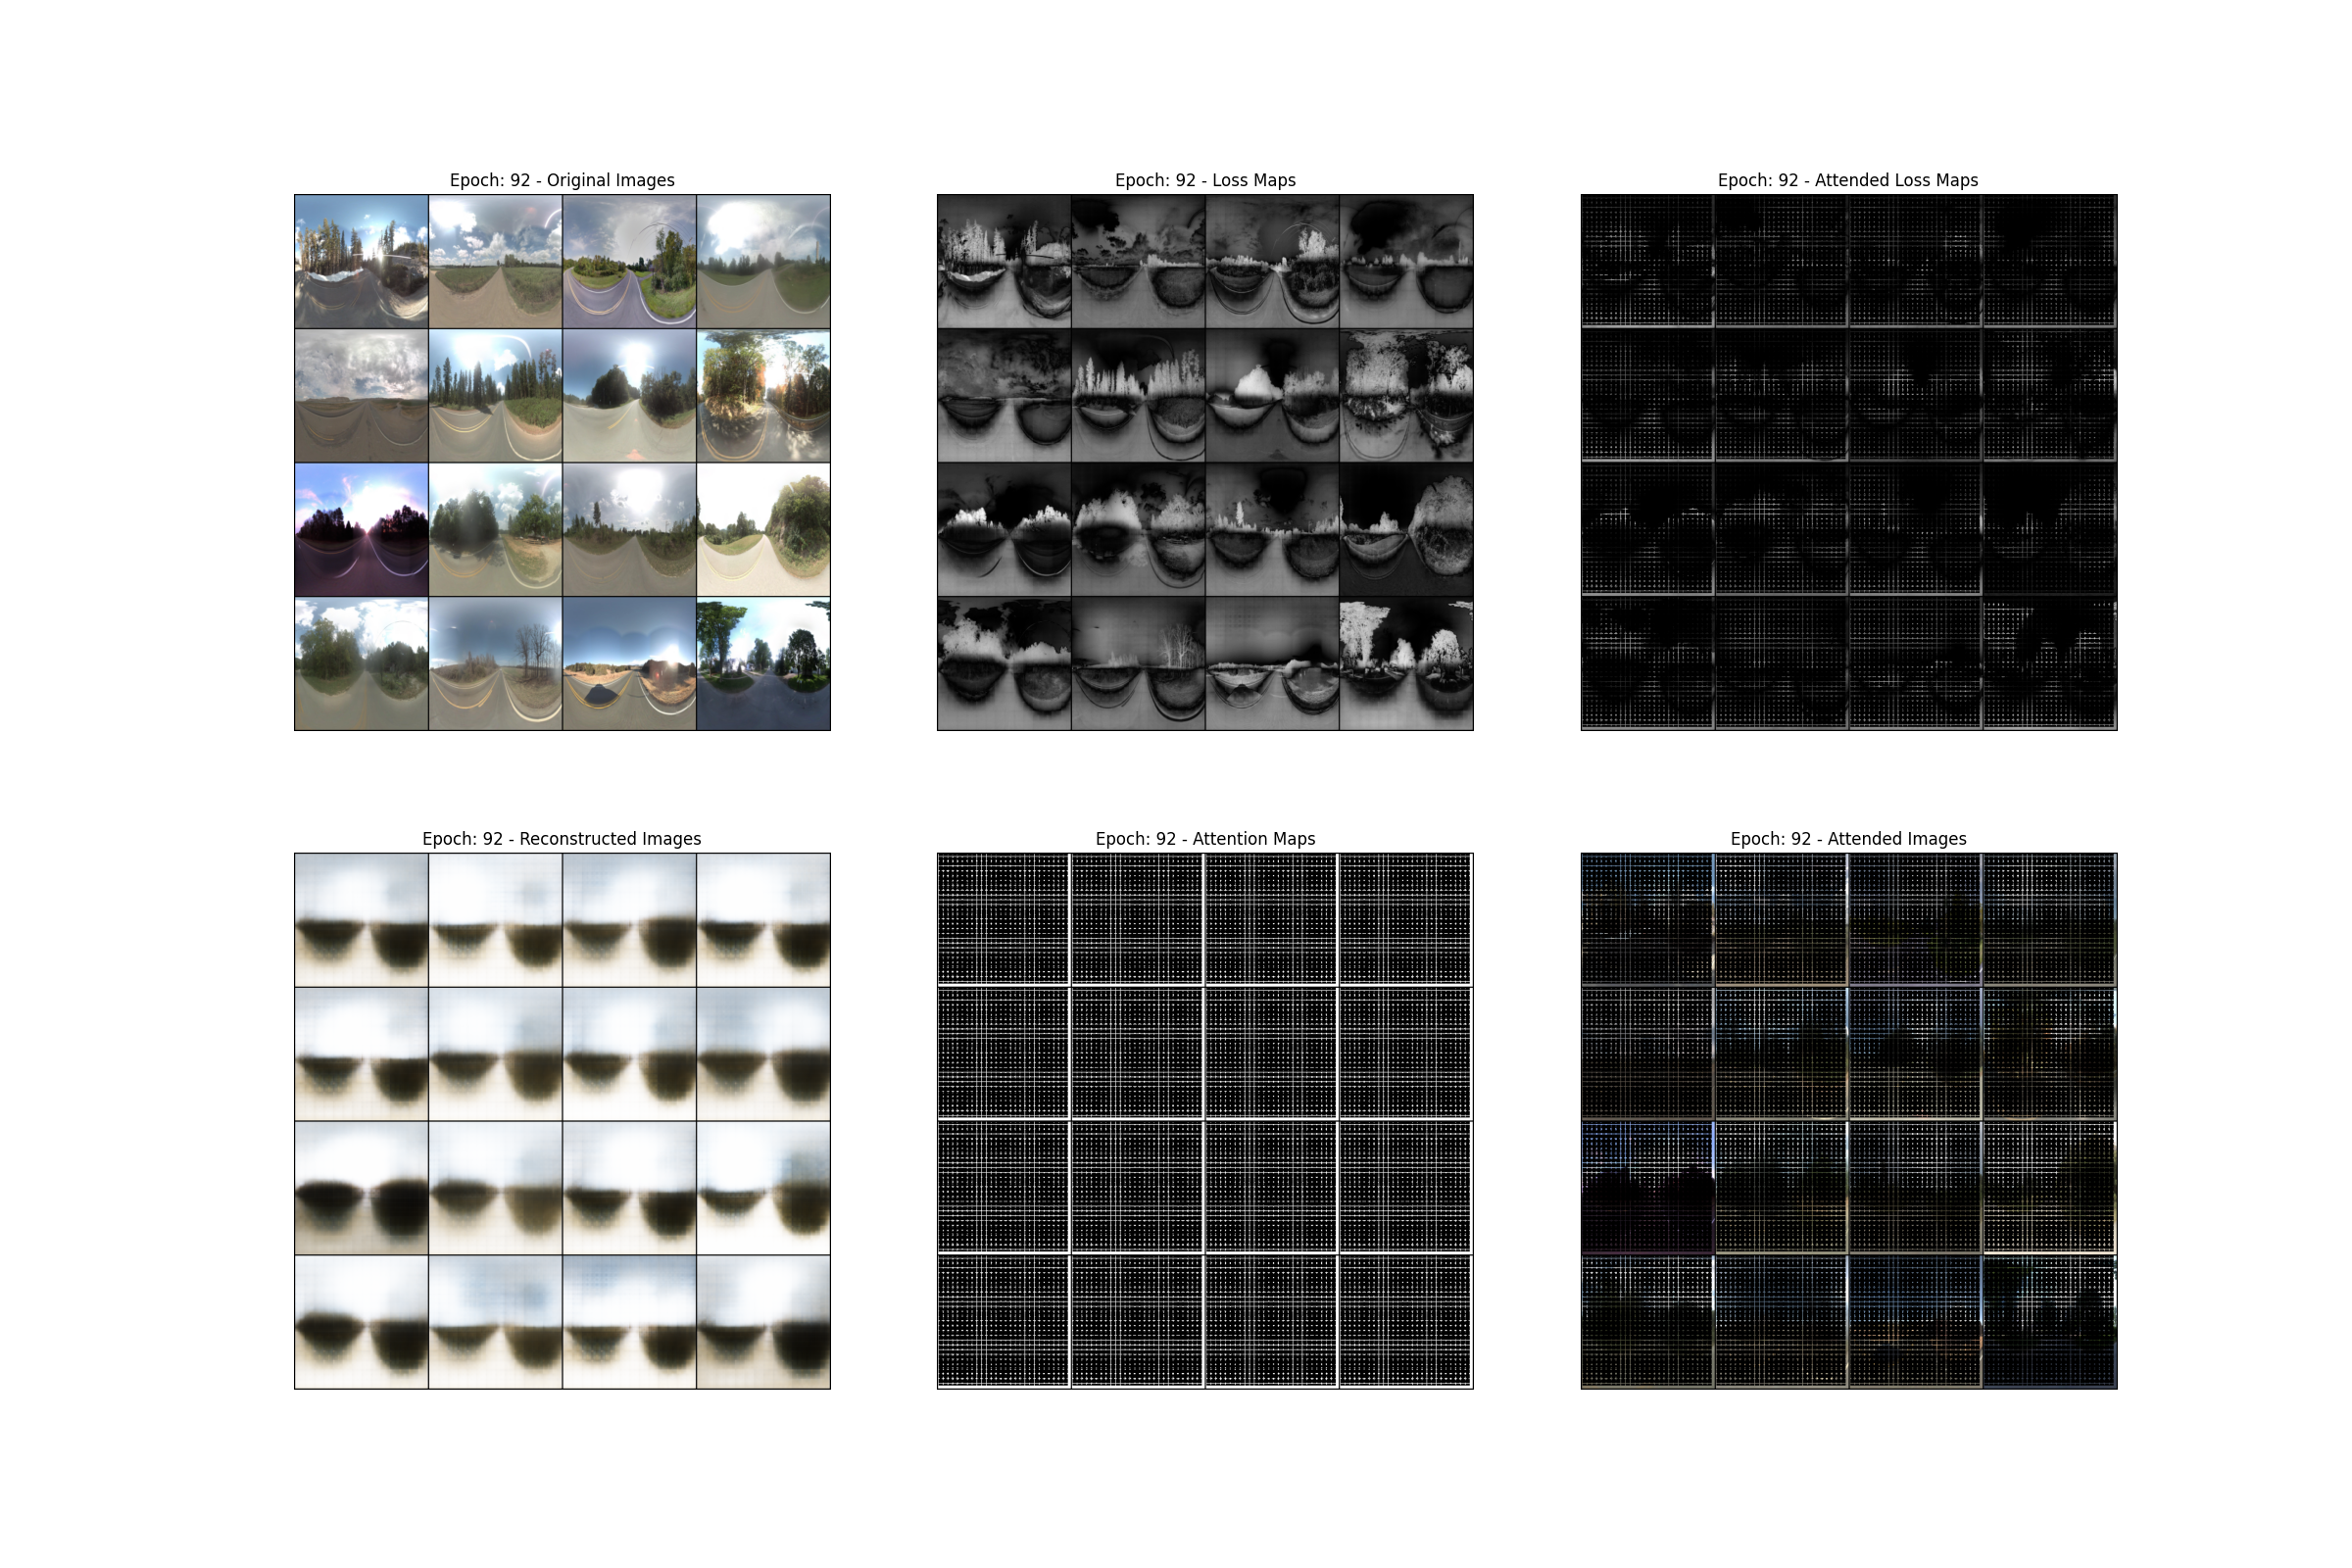 Epoch: 92 - Original Images
Epoch: 92 - Loss Maps
Epoch: 92 - Attended Loss Maps
Epoch: 92 - Reconstructed Images
Epoch: 92 - Attention Maps
Epoch: 92 - Attended Images